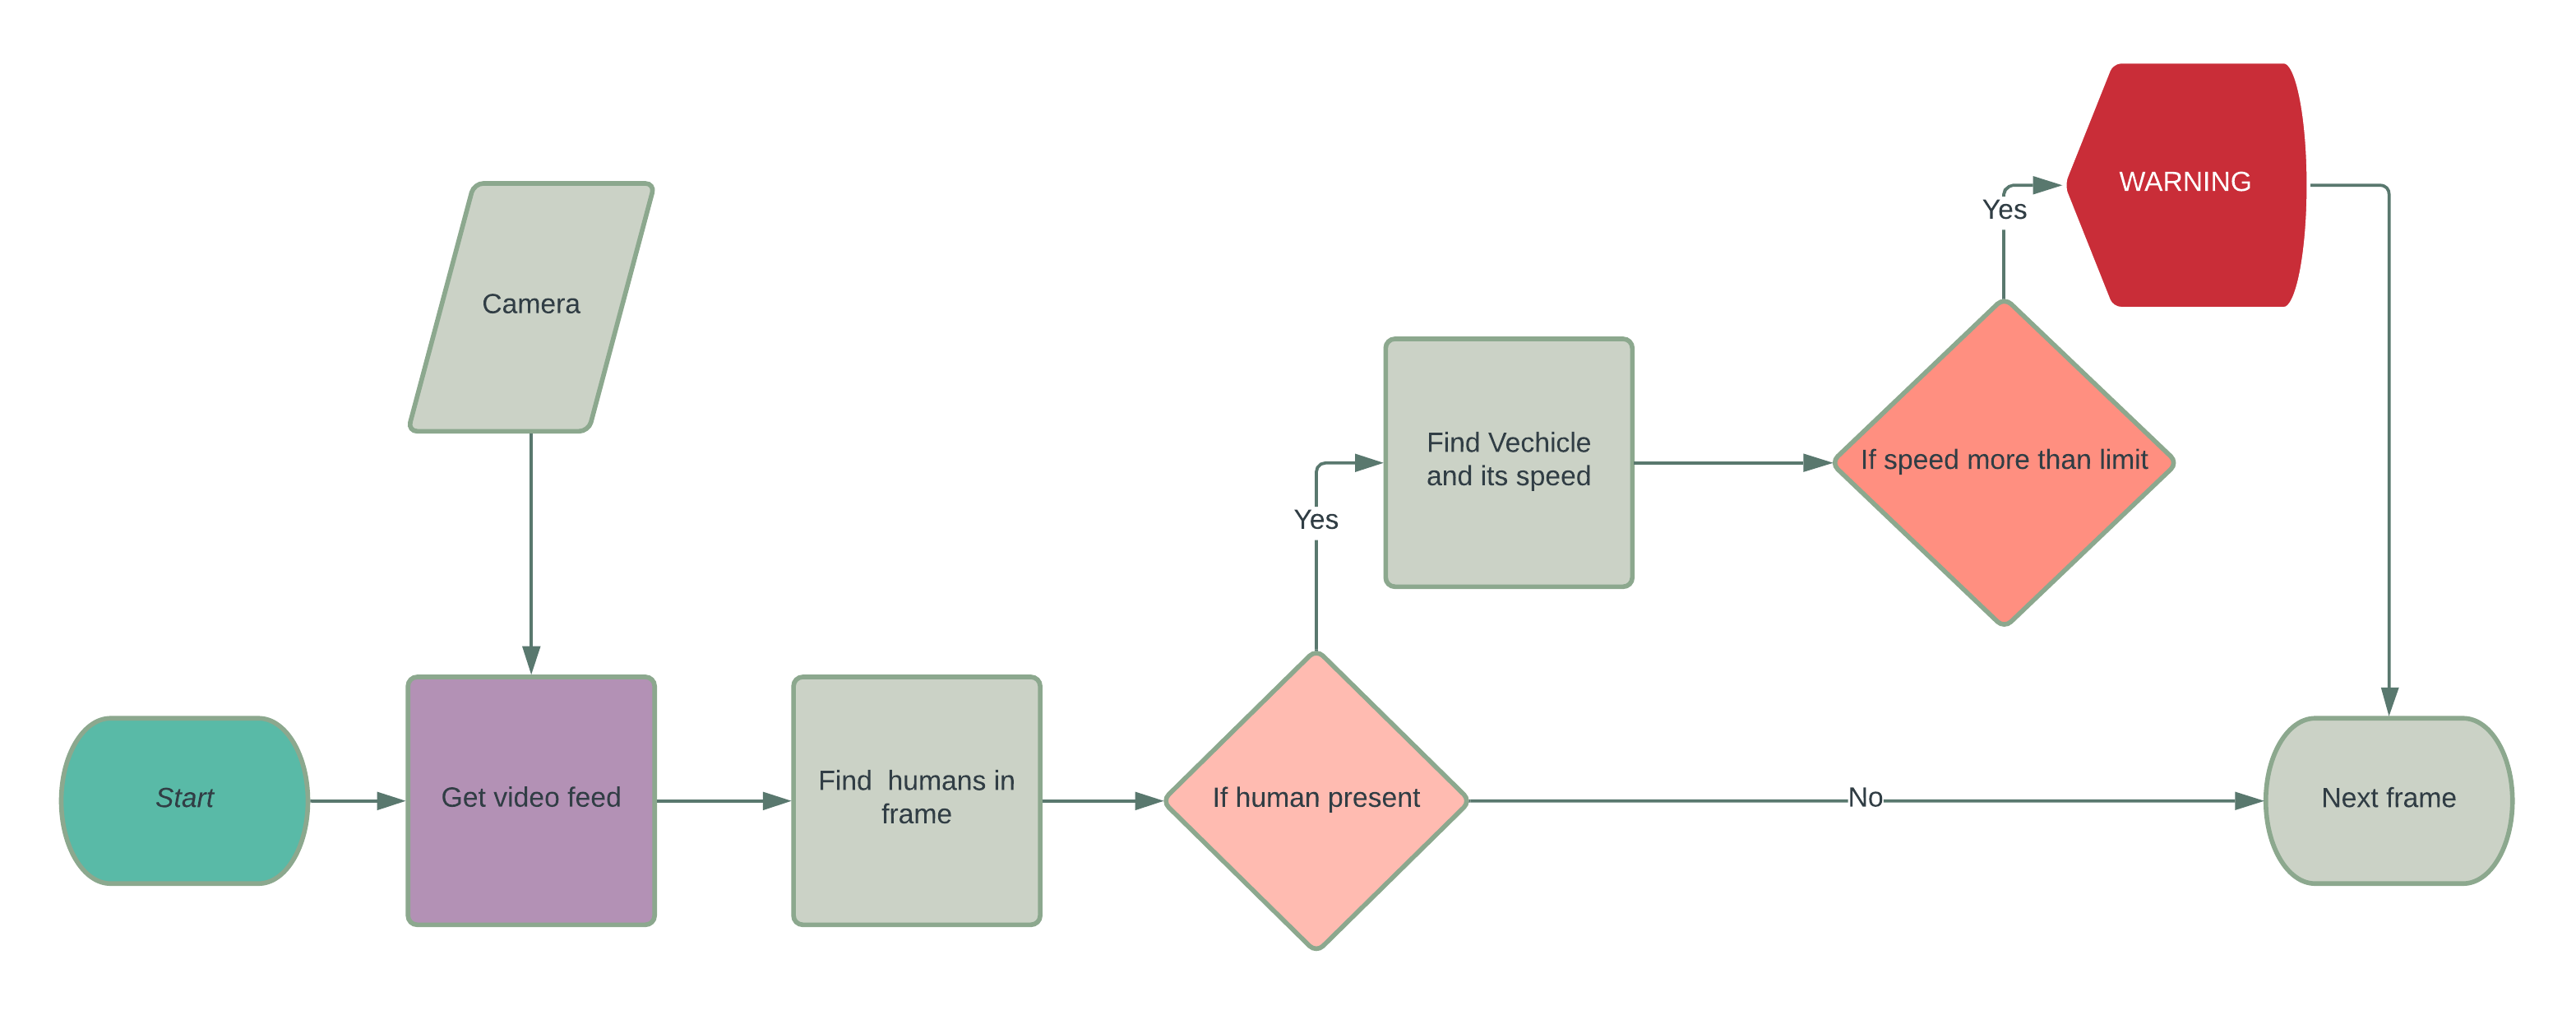 WARNING
Yes
Camera
Find Vechicle
and its speed
If speed more than limit
Yes
Start
Get video feed
Find  humans in
frame
If human present
No
Next frame